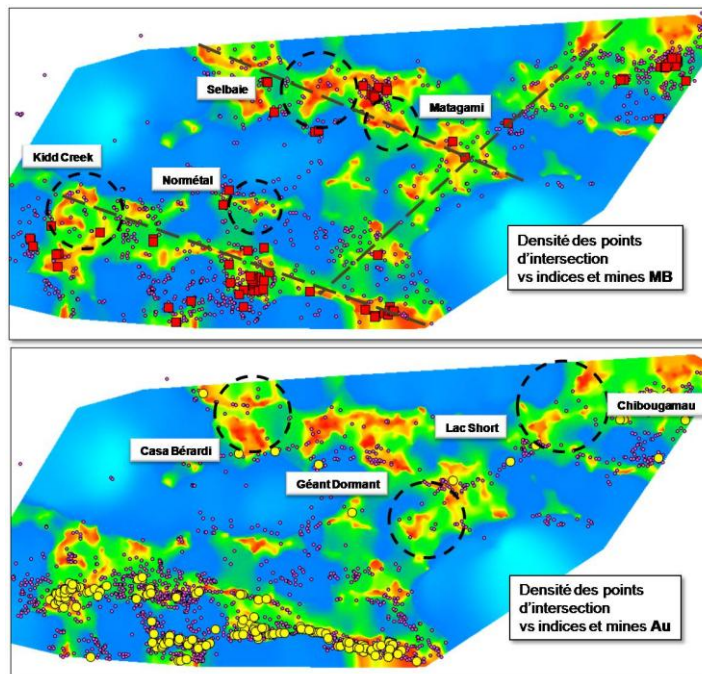 Selbaie
Matagami
Kidd Creek
Normétal
Densité des points
d'intersection
vs indices et mines MB
Chibougamau
Lac Short
Casa Bérardi
Géant Dormant
Densité des points
d'intersection
vs indices et mines Au